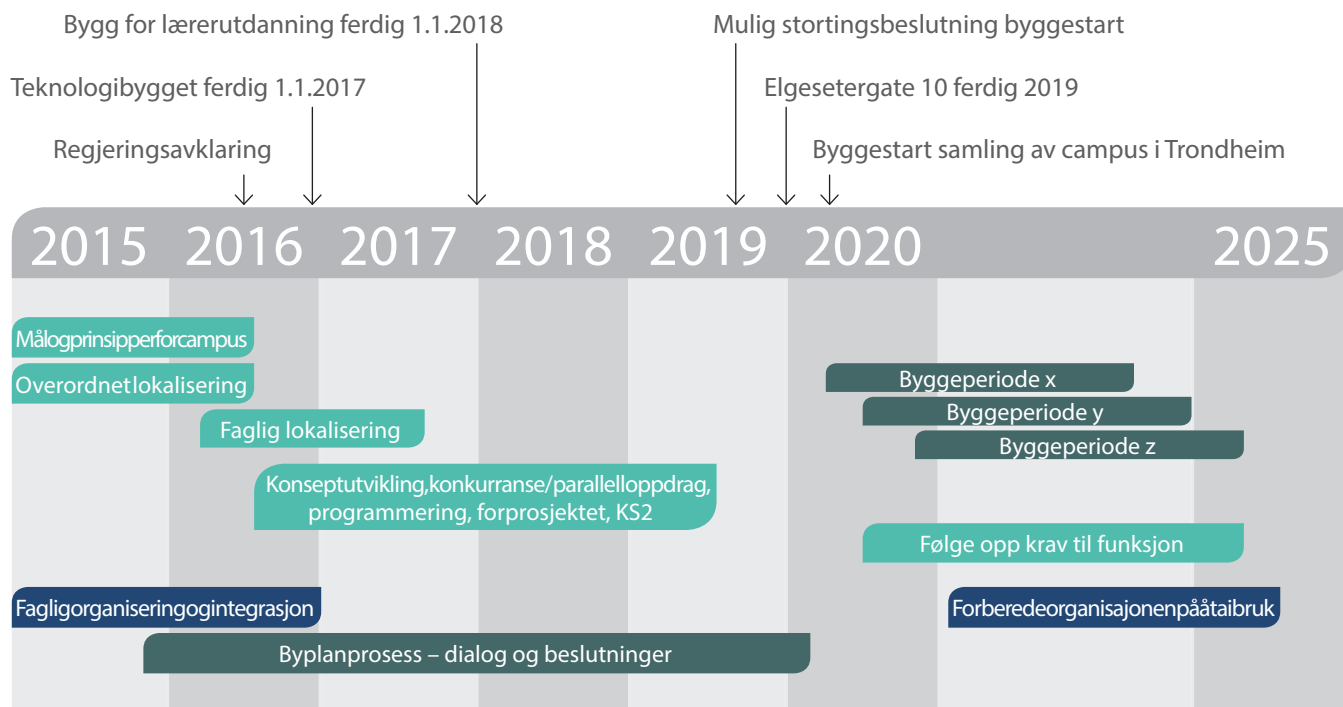 Bygg for lærerutdanning ferdig 1.1.2018
Mulig stortingsbeslutning byggestart
Teknologibygget ferdig 1.1.2017
Elgesetergate 10 ferdig 2019
Regjeringsavklaring
Byggestart samling av campus i Trondheim
2015 2016 2017 2018 2019 2020 2025
Målogprinsipperforcampus
Overordnetlokalisering
Byggeperiode x
Byggeperiode y
Faglig lokalisering
Byggeperiode z
Konseptutvikling,konkurranse/parallelloppdrag,
programmering, forprosjektet, KS2
Følge opp krav til funksjon
Fagligorganiseringogintegrasjon
Forberedeorganisajonenpååtaibruk
Byplanprosess – dialog og beslutninger